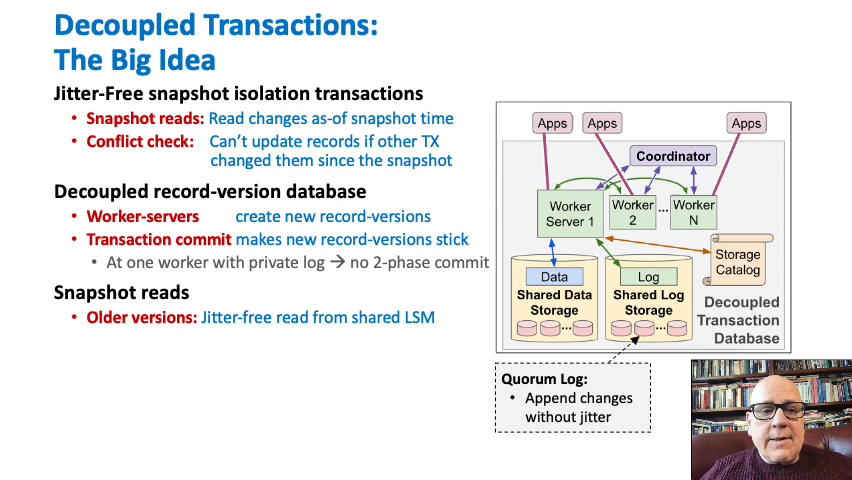 Decoupled Transactions:
The Big Idea
Jitter-Free snapshot isolation transactions
• Snapshot reads: Read changes as-of snapshot time
• Conflict check: Can't update records if other TX
changed them since the snapshot
Decoupled record-version database
• Worker-servers create new record-versions
• Transaction commit makes new record-versions stick
• At one worker with private log → no 2-phase commit
Snapshot reads
• Older versions: Jitter-free read from shared LSM
Apps
Apps
Apps
Coordinator
Worker
Server 1
Worker
2
...
Worker
N
Storage
Catalog
Data
Shared Data
Storage
...
Log
Shared Log
Storage
...
Decoupled
Transaction
Database
Quorum Log:
• Append changes
without jitter